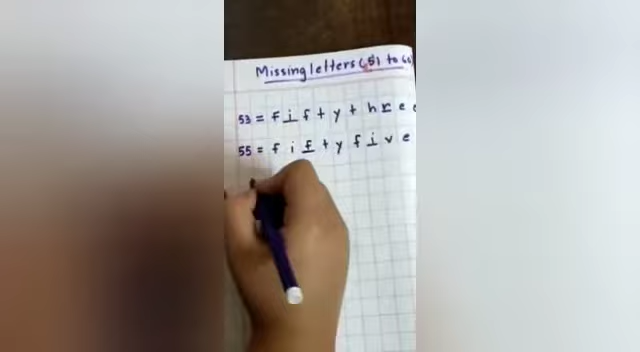 Missing letters (51 to 60)
53 = f i f t y t h r e e
55 = f i f t y f i v e